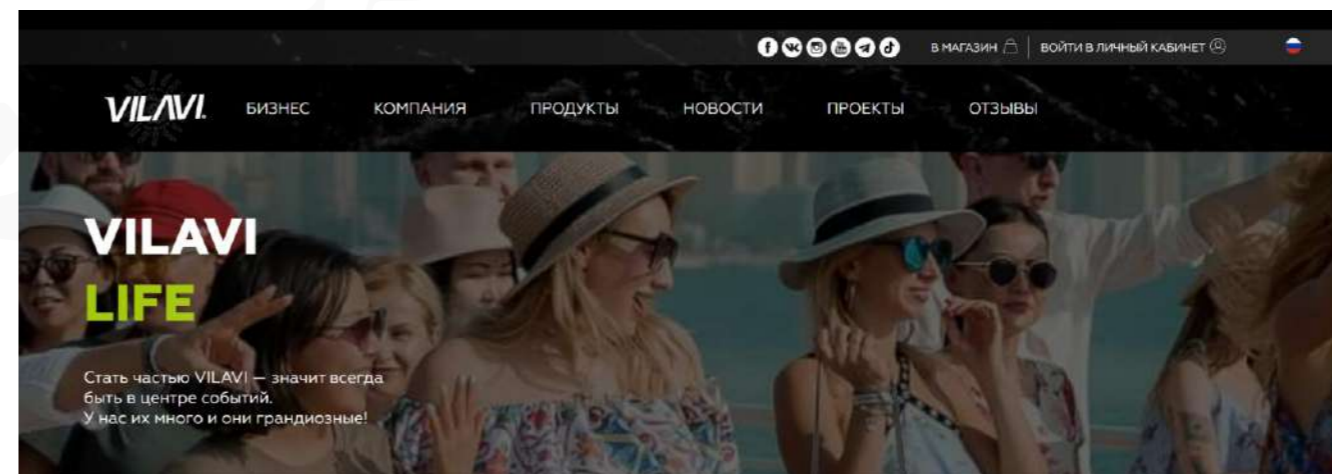 В МАГАЗИН
ВОЙТИ В ЛИЧНЫЙ КАБИНЕТ
VILAVI.
БИЗНЕС
КОМПАНИЯ
ПРОДУКТЫ
НОВОСТИ
ПРОЕКТЫ
ОТЗЫВЫ
VILAVI
LIFE
Стать частью VILAVI — значит всегда
быть в центре событий.
У нас их много и они грандиозные!